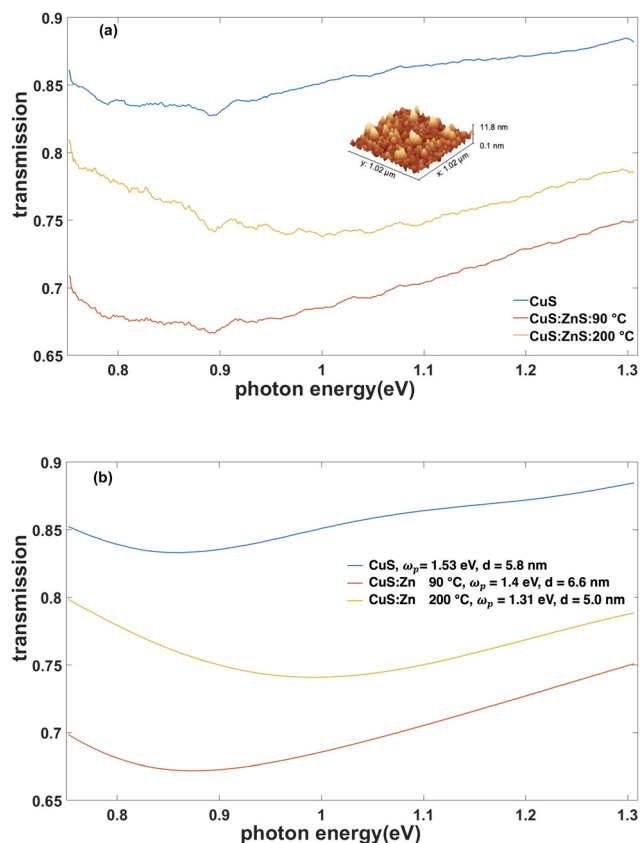 (a)
transmission
0.9
0.85
0.8
0.75
0.7
0.65
11.8 nm
0.1 nm
y: 1.02 μm
x: 1.02 μm
CuS
CuS:ZnS:90 °C
CuS:ZnS:200 °C
0.8 0.9 1 1.1 1.2 1.3
photon energy(eV)
(b)
transmission
0.9
0.85
0.8
0.75
0.7
0.65
CuS, ωp= 1.53 eV, d = 5.8 nm
CuS:Zn 90 °C, ωp = 1.4 eV, d = 6.6 nm
CuS:Zn 200 °C, ωp = 1.31 eV, d = 5.0 nm
0.8 0.9 1 1.1 1.2 1.3
photon energy(eV)